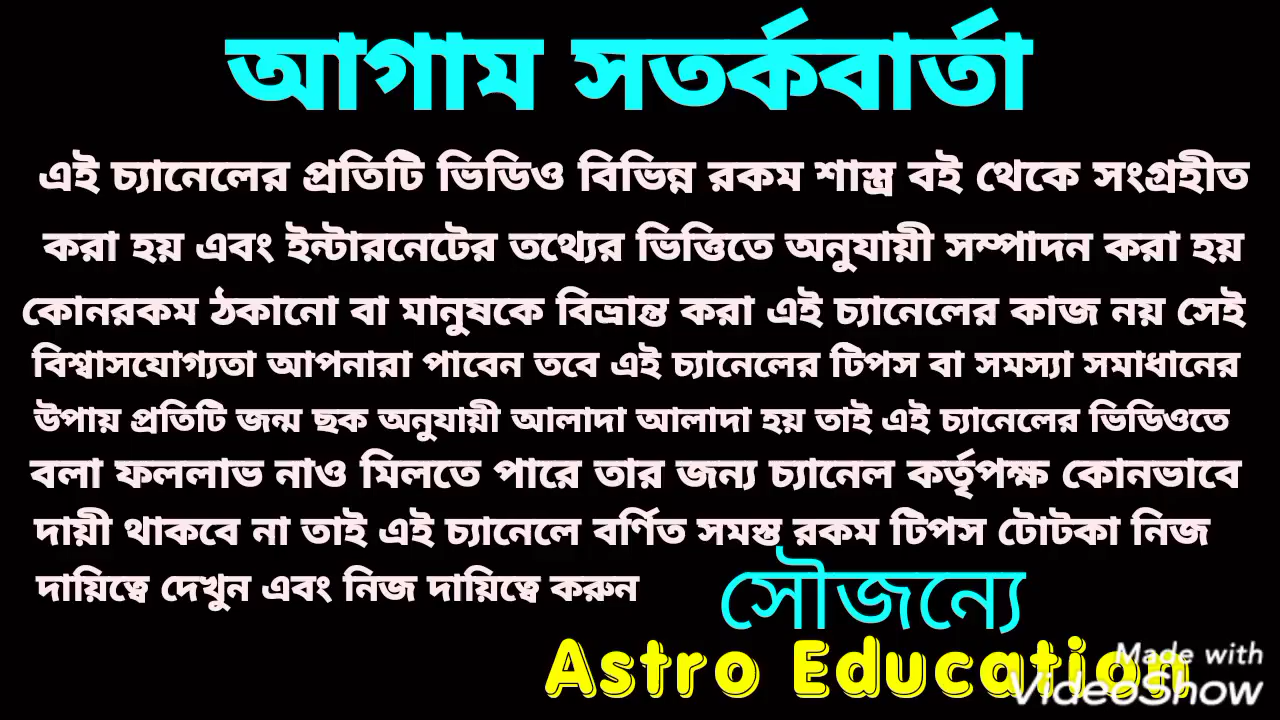 আগাম সতর্কবার্তা
এই চ্যানেলের প্রতিটি ভিডিও বিভিন্ন রকম শাস্ত্র বই থেকে সংগ্রহীত
করা হয় এবং ইন্টারনেটের তথ্যের ভিত্তিতে অনুযায়ী সম্পাদন করা হয়
কোনরকম ঠকানো বা মানুষকে বিভ্রান্ত করা এই চ্যানেলের কাজ নয় সেই
বিশ্বাসযোগ্যতা আপনারা পাবেন তবে এই চ্যানেলের টিপস বা সমস্যা সমাধানের
উপায় প্রতিটি জন্ম ছক অনুযায়ী আলাদা আলাদা হয় তাই এই চ্যানেলের ভিডিওতে
বলা ফললাভ নাও মিলতে পারে তার জন্য চ্যানেল কর্তৃপক্ষ কোনভাবে
দায়ী থাকবে না তাই এই চ্যানেলে বর্ণিত সমস্ত রকম টিপস টোটকা নিজ
দায়িত্বে দেখুন এবং নিজ দায়িত্বে করুন
সৌজন্যে
Astro Education
Made with
VideoShow